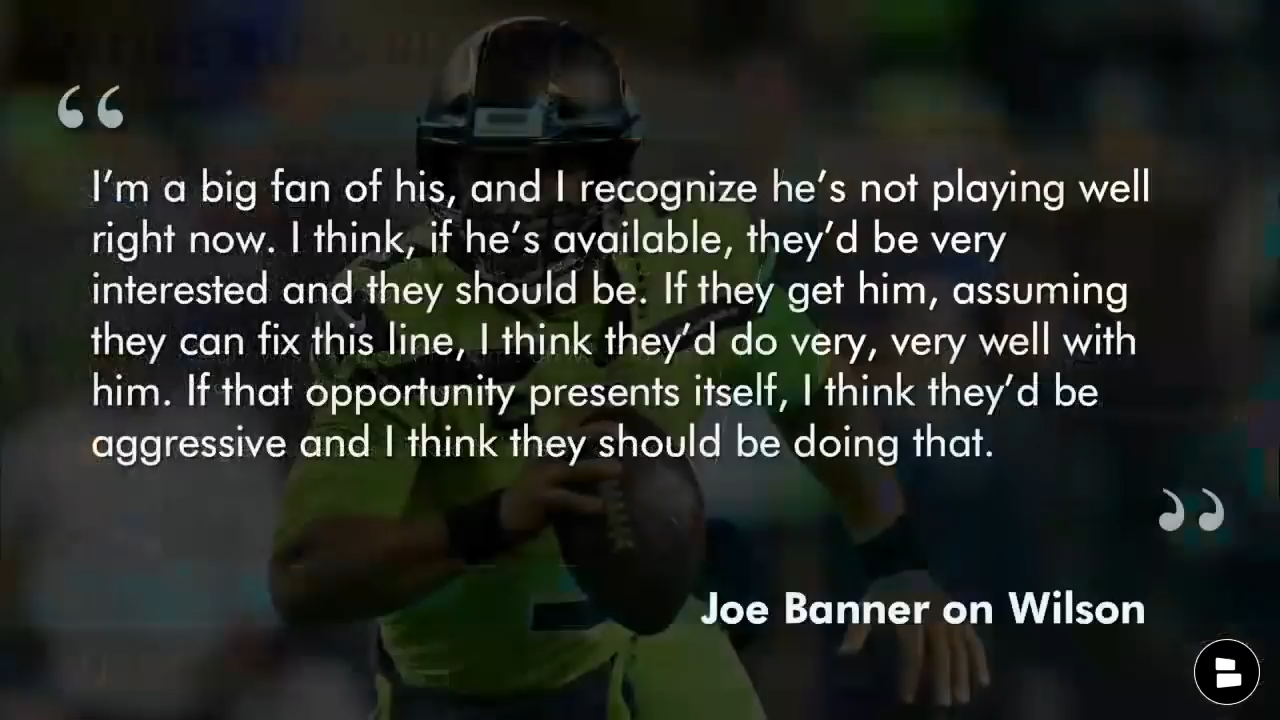 “
I’m a big fan of his, and I recognize he’s not playing well
right now. I think, if he’s available, they’d be very
interested and they should be. If they get him, assuming
they can fix this line, I think they’d do very, very well with
him. If that opportunity presents itself, I think they’d be
aggressive and I think they should be doing that.
”
Joe Banner on Wilson